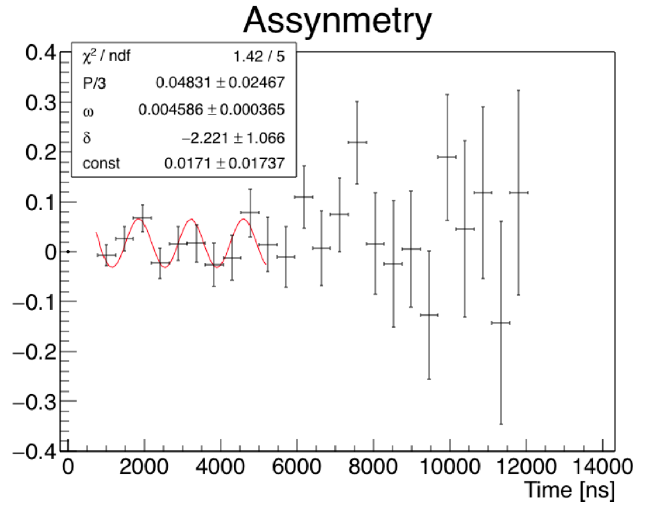 Assynmetry
χ² / ndf 1.42 / 5
P/3 0.04831 ± 0.02467
ω 0.004586 ± 0.000365
δ −2.221 ± 1.066
const 0.0171 ± 0.01737
0.4
0.3
0.2
0.1
0
−0.1
−0.2
−0.3
−0.4
0 2000 4000 6000 8000 10000 12000 14000
Time [ns]